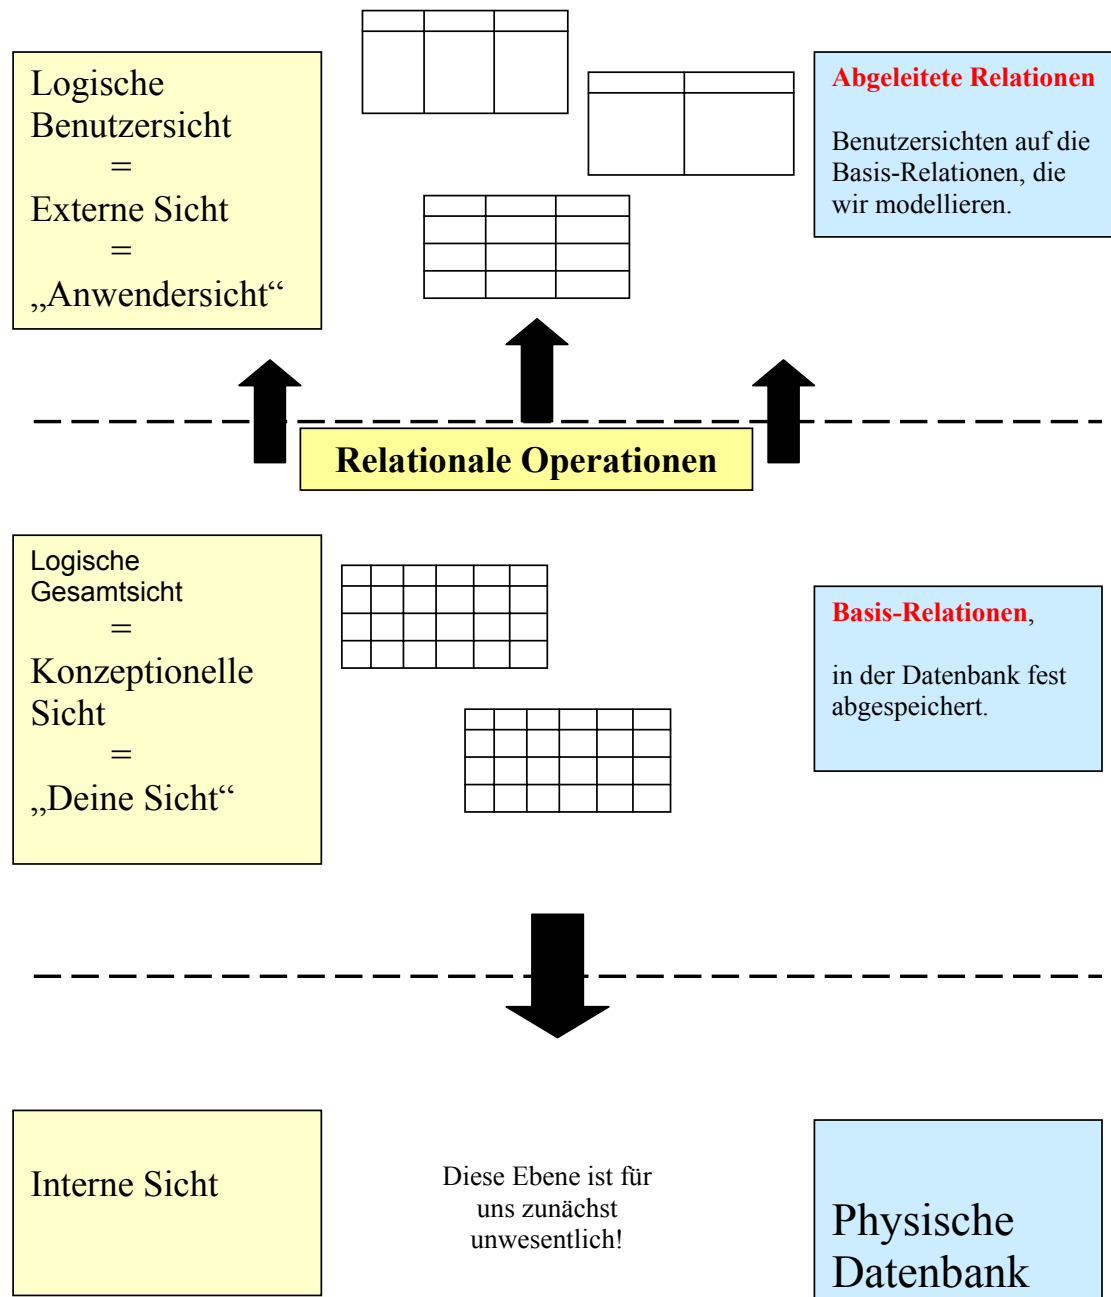 Logische
Benutzersicht
=
Externe Sicht
=
„Anwendersicht“
Abgeleitete Relationen
Benutzersichten auf die
Basis-Relationen, die
wir modellieren.
Relationale Operationen
Logische
Gesamtsicht
=
Konzeptionelle
Sicht
=
„Deine Sicht“
Basis-Relationen,
in der Datenbank fest
abgespeichert.
Interne Sicht
Diese Ebene ist für
uns zunächst
unwesentlich!
Physische
Datenbank